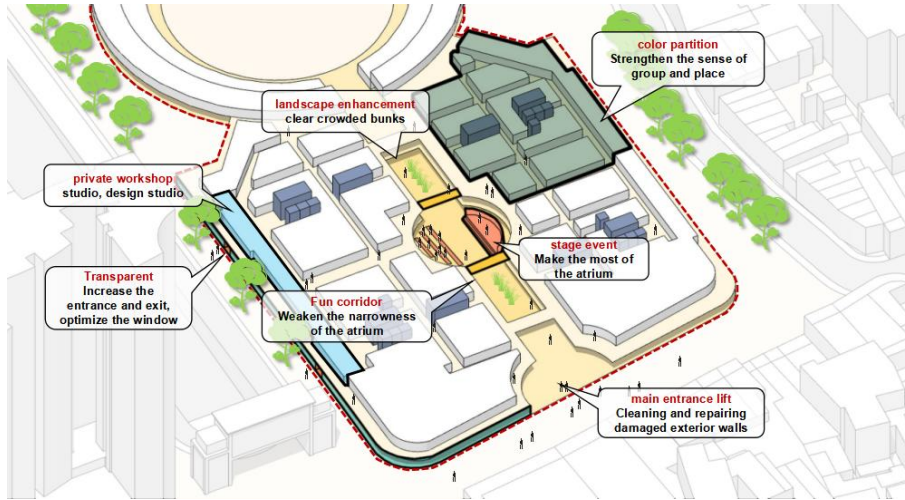 color partition
Strengthen the sense of
group and place
landscape enhancement
clear crowded bunks
private workshop
studio, design studio
stage event
Make the most of
the atrium
Transparent
Increase the
entrance and exit,
optimize the window
Fun corridor
Weaken the narrowness
of the atrium
main entrance lift
Cleaning and repairing
damaged exterior walls